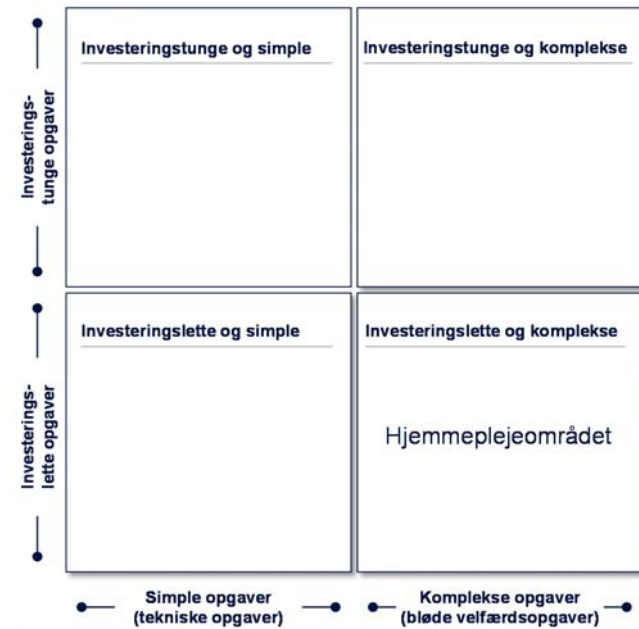 Investeringstunge og simple
Investeringstunge og komplekse
Investerings-
tunge opgaver
Investeringslette og simple
Investeringslette og komplekse
Investerings-
lette opgaver
Hjemmeplejeområdet
Simple opgaver
(tekniske opgaver)
Komplekse opgaver
(bløde velfærdsopgaver)